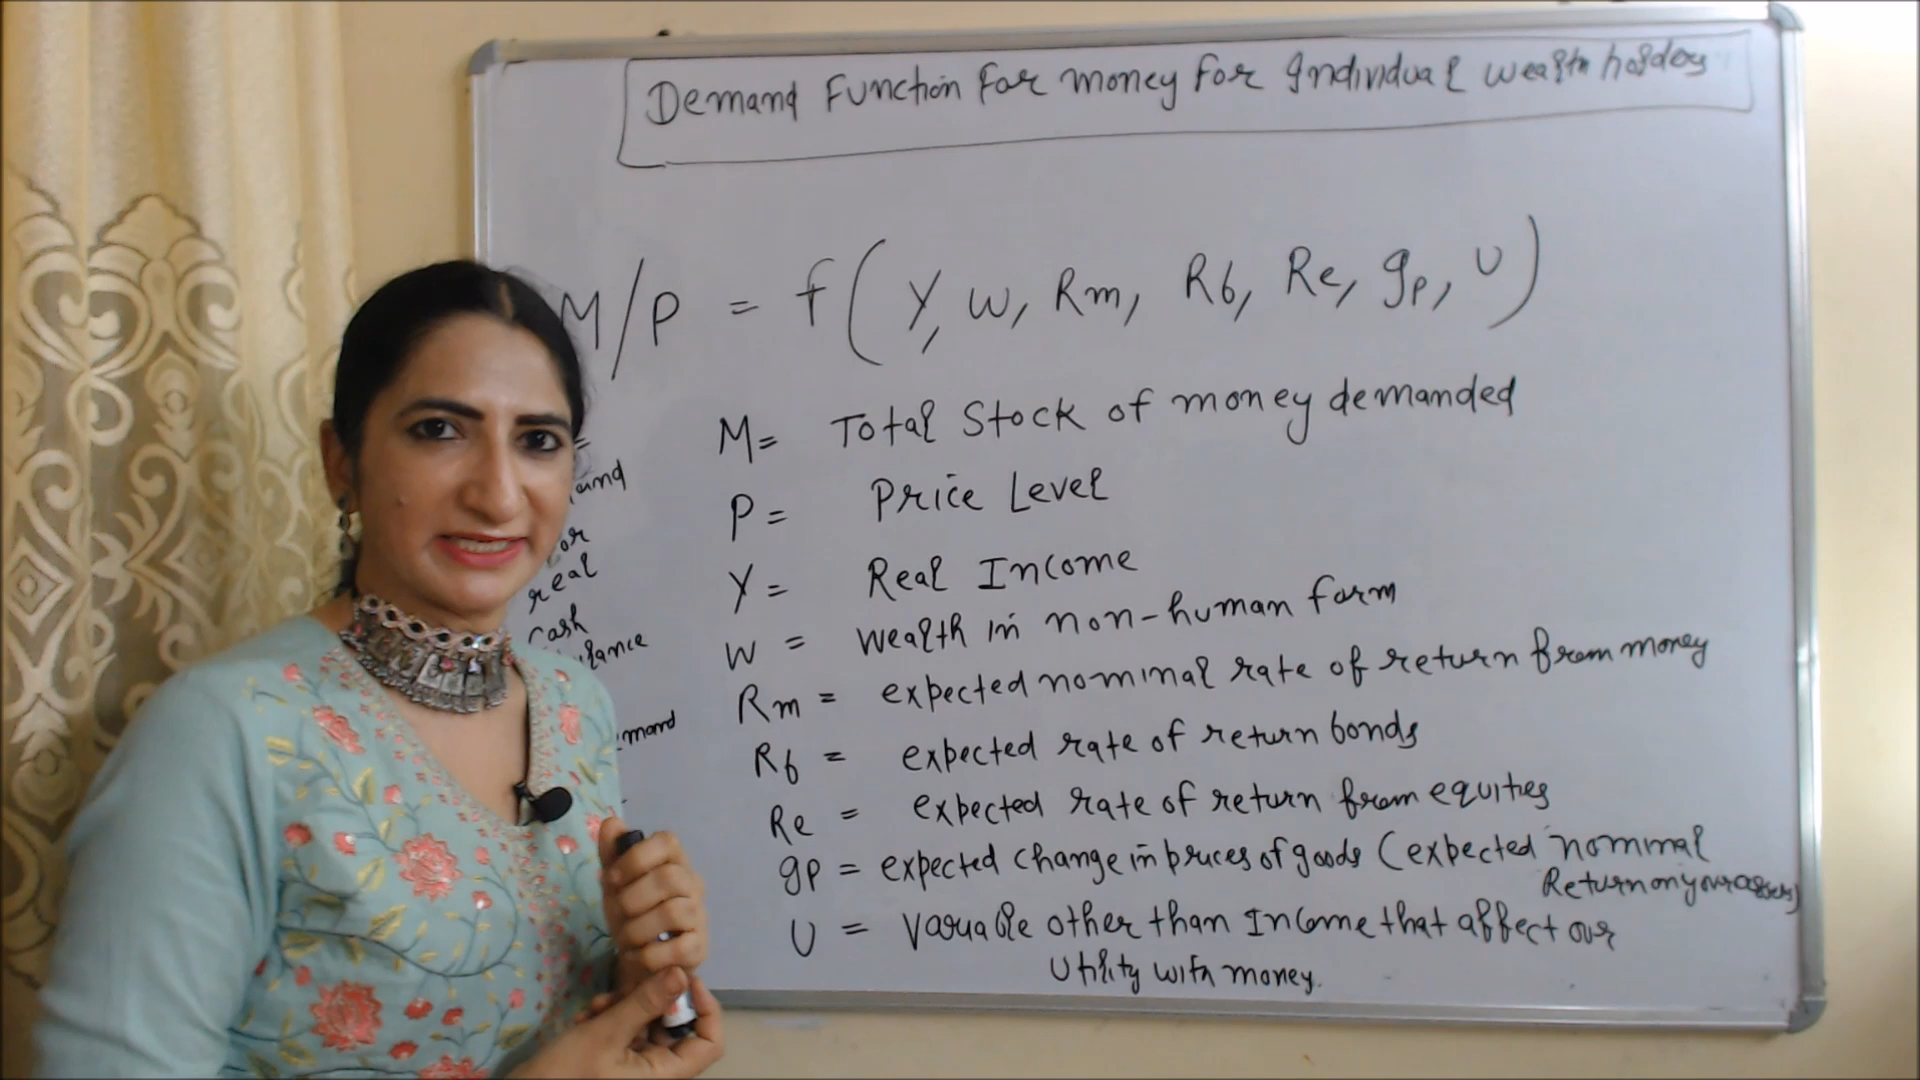 Demand Function For money For Individual wealth holders
M/P = f(Y, w, Rm, Rb, Re, gp, U)
M= Total Stock of money demanded
P= Price Level
Y= Real Income
W = wealth in non-human form
Rm = expected nominal rate of return from money
Rb = expected rate of return bonds
Re = expected rate of return from equities
gp = expected change in prices of goods (expected nominal
Return on
U = Variable other than Income that affect our
Utility with money.
=
or
real
cash